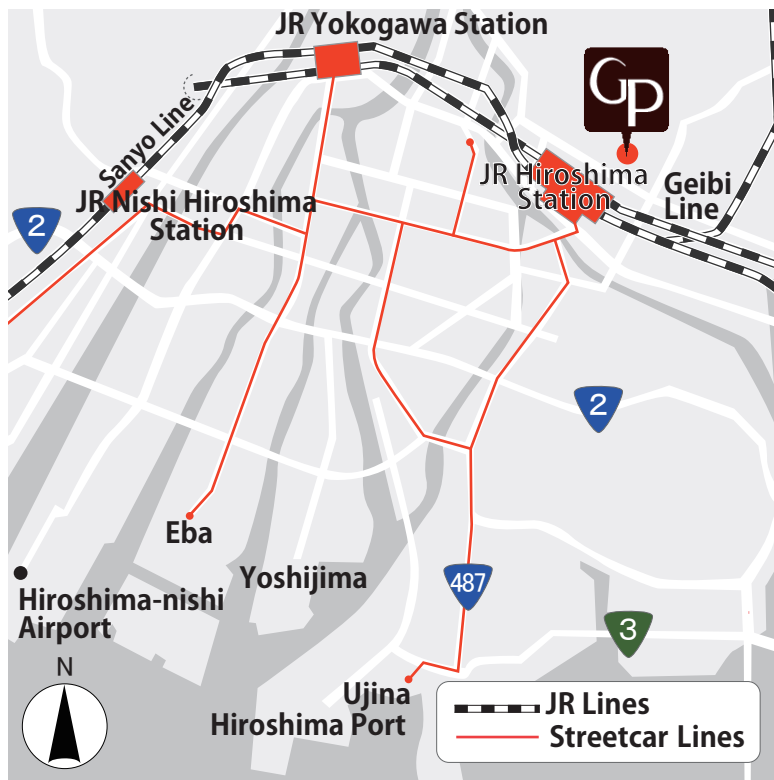 JR Yokogawa Station
GP
Sanyo Line
JR Hiroshima
Station
Geibi
Line
JR Nishi Hiroshima
Station
2
2
Eba
Yoshijima
487
Hiroshima-nishi
Airport
3
N
Ujina
Hiroshima Port
JR Lines
Streetcar Lines